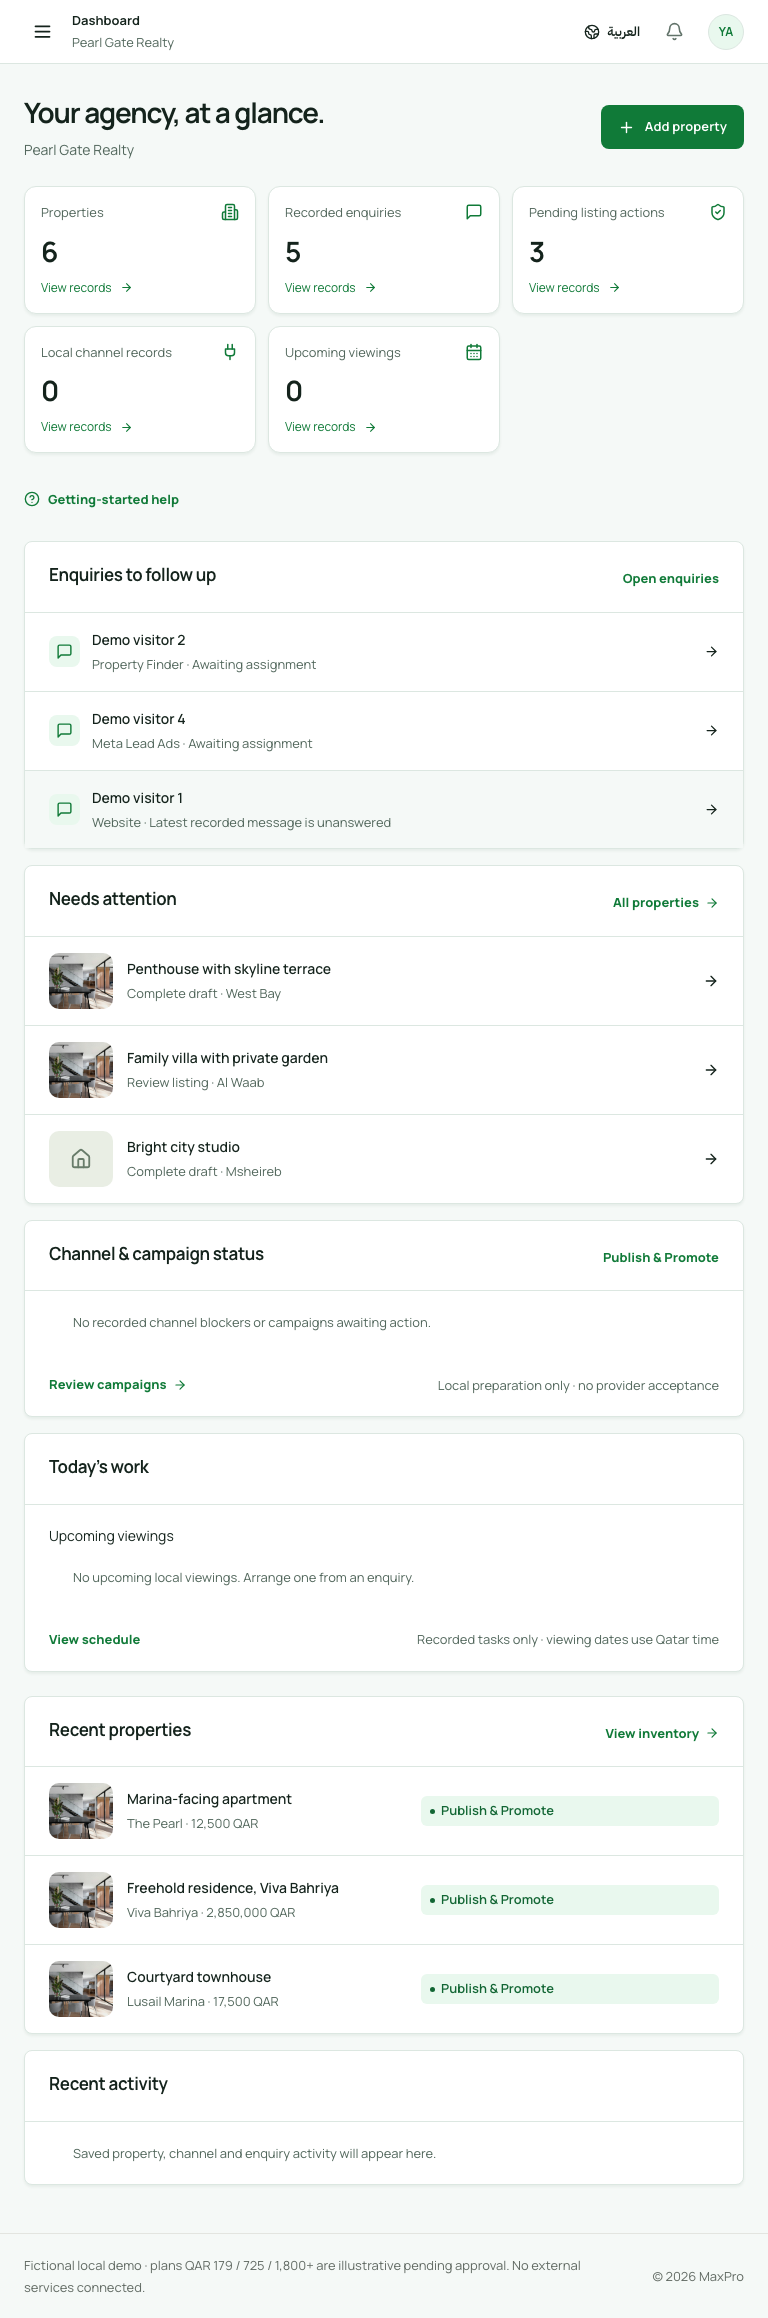 Dashboard
Pearl Gate Realty
العربية
YA
Your agency, at a glance.
Pearl Gate Realty
Add property
Properties
6
View records
Recorded enquiries
5
View records
Pending listing actions
3
View records
Local channel records
0
View records
Upcoming viewings
0
View records
Getting-started help
Enquiries to follow up
Open enquiries
Demo visitor 2
Property Finder · Awaiting assignment
Demo visitor 4
Meta Lead Ads · Awaiting assignment
Demo visitor 1
Website · Latest recorded message is unanswered
Needs attention
All properties
Penthouse with skyline terrace
Complete draft · West Bay
Family villa with private garden
Review listing · Al Waab
Bright city studio
Complete draft · Msheireb
Channel & campaign status
Publish & Promote
No recorded channel blockers or campaigns awaiting action.
Review campaigns
Local preparation only · no provider acceptance
Today's work
Upcoming viewings
No upcoming local viewings. Arrange one from an enquiry.
View schedule
Recorded tasks only · viewing dates use Qatar time
Recent properties
View inventory
Marina-facing apartment
The Pearl · 12,500 QAR
Publish & Promote
Freehold residence, Viva Bahriya
Viva Bahriya · 2,850,000 QAR
Publish & Promote
Courtyard townhouse
Lusail Marina · 17,500 QAR
Publish & Promote
Recent activity
Saved property, channel and enquiry activity will appear here.
Fictional local demo · plans QAR 179 / 725 / 1,800+ are illustrative pending approval. No external
services connected.
© 2026 MaxPro